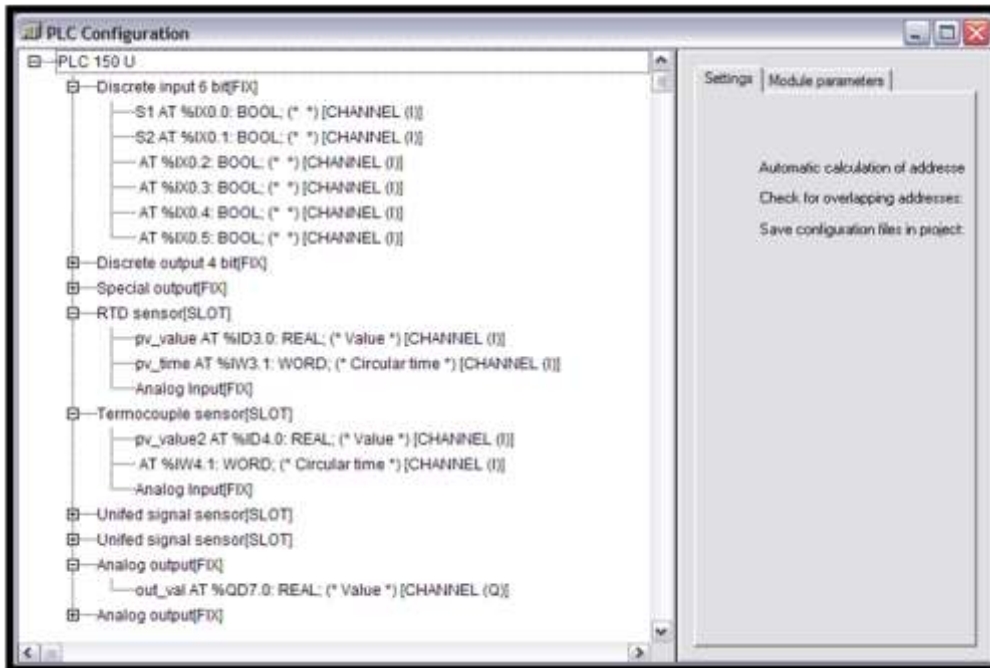 PLC Configuration
PLC 150 U
Discrete input 6 bit[FIX]
S1 AT %IX0.0: BOOL; (* *) [CHANNEL (I)]
S2 AT %IX0.1: BOOL; (* *) [CHANNEL (I)]
AT %IX0.2: BOOL; (* *) [CHANNEL (I)]
AT %IX0.3: BOOL; (* *) [CHANNEL (I)]
AT %IX0.4: BOOL; (* *) [CHANNEL (I)]
AT %IX0.5: BOOL; (* *) [CHANNEL (I)]
Discrete output 4 bit[FIX]
Special output[FIX]
RTD sensor[SLOT]
pv_value AT %ID3.0: REAL; (* Value *) [CHANNEL (I)]
pv_time AT %IW3.1: WORD; (* Circular time *) [CHANNEL (I)]
Analog Input[FIX]
Termocouple sensor[SLOT]
pv_value2 AT %ID4.0: REAL; (* Value *) [CHANNEL (I)]
AT %IW4.1: WORD; (* Circular time *) [CHANNEL (I)]
Analog Input[FIX]
Unifed signal sensor[SLOT]
Unifed signal sensor[SLOT]
Analog output[FIX]
out_val AT %QD7.0: REAL; (* Value *) [CHANNEL (Q)]
Analog output[FIX]
Settings Module parameters
Automatic calculation of addresse
Check for overlapping addresses:
Save configuration files in project: